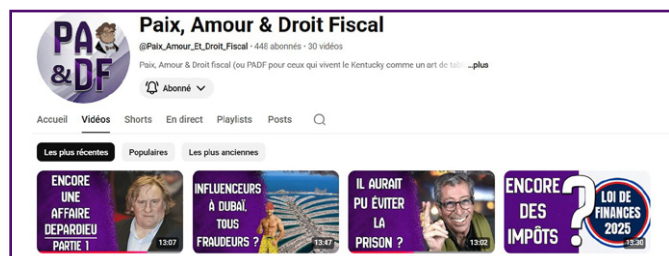 PA
& DF
Paix, Amour & Droit Fiscal
@Paix_Amour_Et_Droit_Fiscal · 448 abonnés · 30 vidéos
Paix, Amour & Droit fiscal (ou PADF pour ceux qui vivent le Kentucky comme un art de ...plus
Abonné
Accueil Vidéos Shorts En direct Playlists Posts
Les plus récentes Populaires Les plus anciennes
ENCORE
UNE
AFFAIRE
DEPARDIEU
PARTIE 1
13:07
INFLUENCEURS
À DUBAÏ,
TOUS
FRAUDEURS ?
13:47
IL AURAIT
PU ÉVITER
LA
PRISON ?
13:02
ENCORE
DES
IMPÔTS
?
LOI DE
FINANCES
2025
13:30